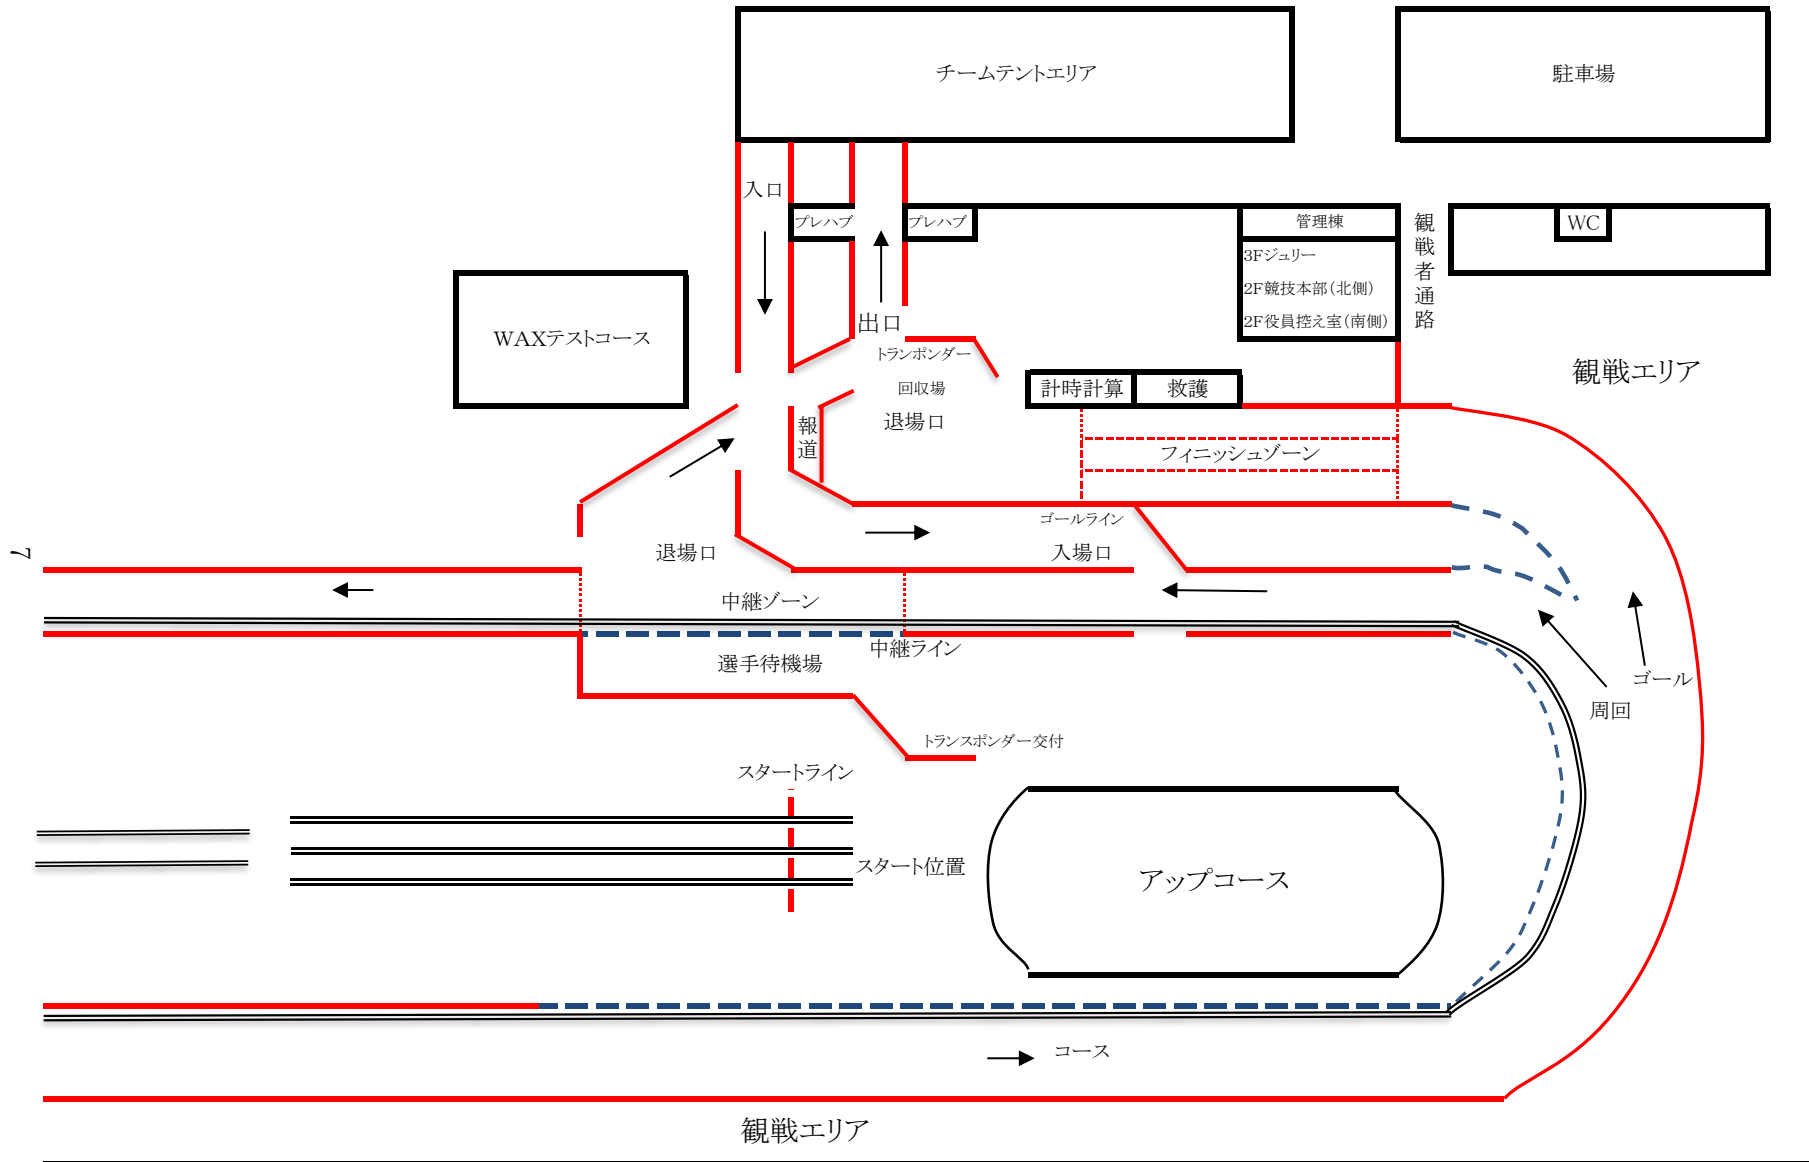 チームテントエリア
駐車場
入口
プレハブ
プレハブ
管理棟
観戦者通路
WC
3Fジュリー
2F競技本部（北側）
2F役員控え室（南側）
出口
WAXテストコース
トランポンダー
回収場
退場口
観戦エリア
計時計算
救護
報道
フィニッシュゾーン
ゴールライン
入場口
退場口
7
中継ゾーン
中継ライン
選手待機場
ゴール
周回
トランスポンダー交付
スタートライン
スタート位置
アップコース
コース
観戦エリア